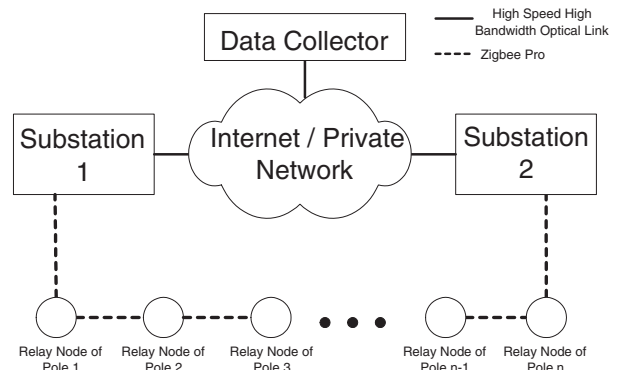 High Speed High
Bandwidth Optical Link
Zigbee Pro
Data Collector
Substation
1
Internet / Private
Network
Substation
2
Relay Node of
Pole 1
Relay Node of
Pole 2
Relay Node of
Pole 3
Relay Node of
Pole n-1
Relay Node of
Pole n